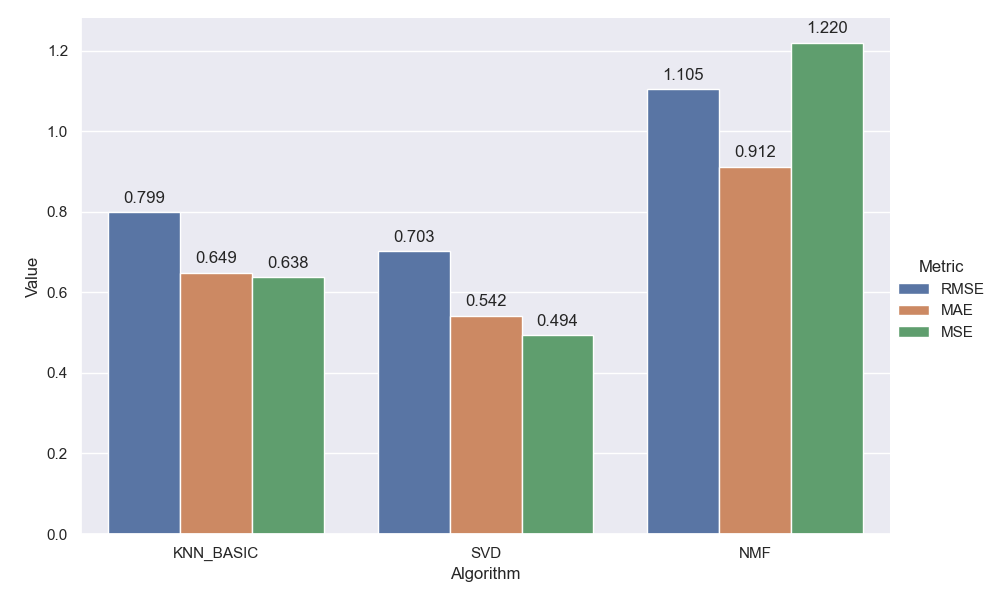 1.220
1.2
1.105
1.0
0.912
0.799
0.8
0.703
0.649
0.638
Metric
RMSE
MAE
MSE
Value
0.6
0.542
0.494
0.4
0.2
0.0
KNN_BASIC SVD NMF
Algorithm